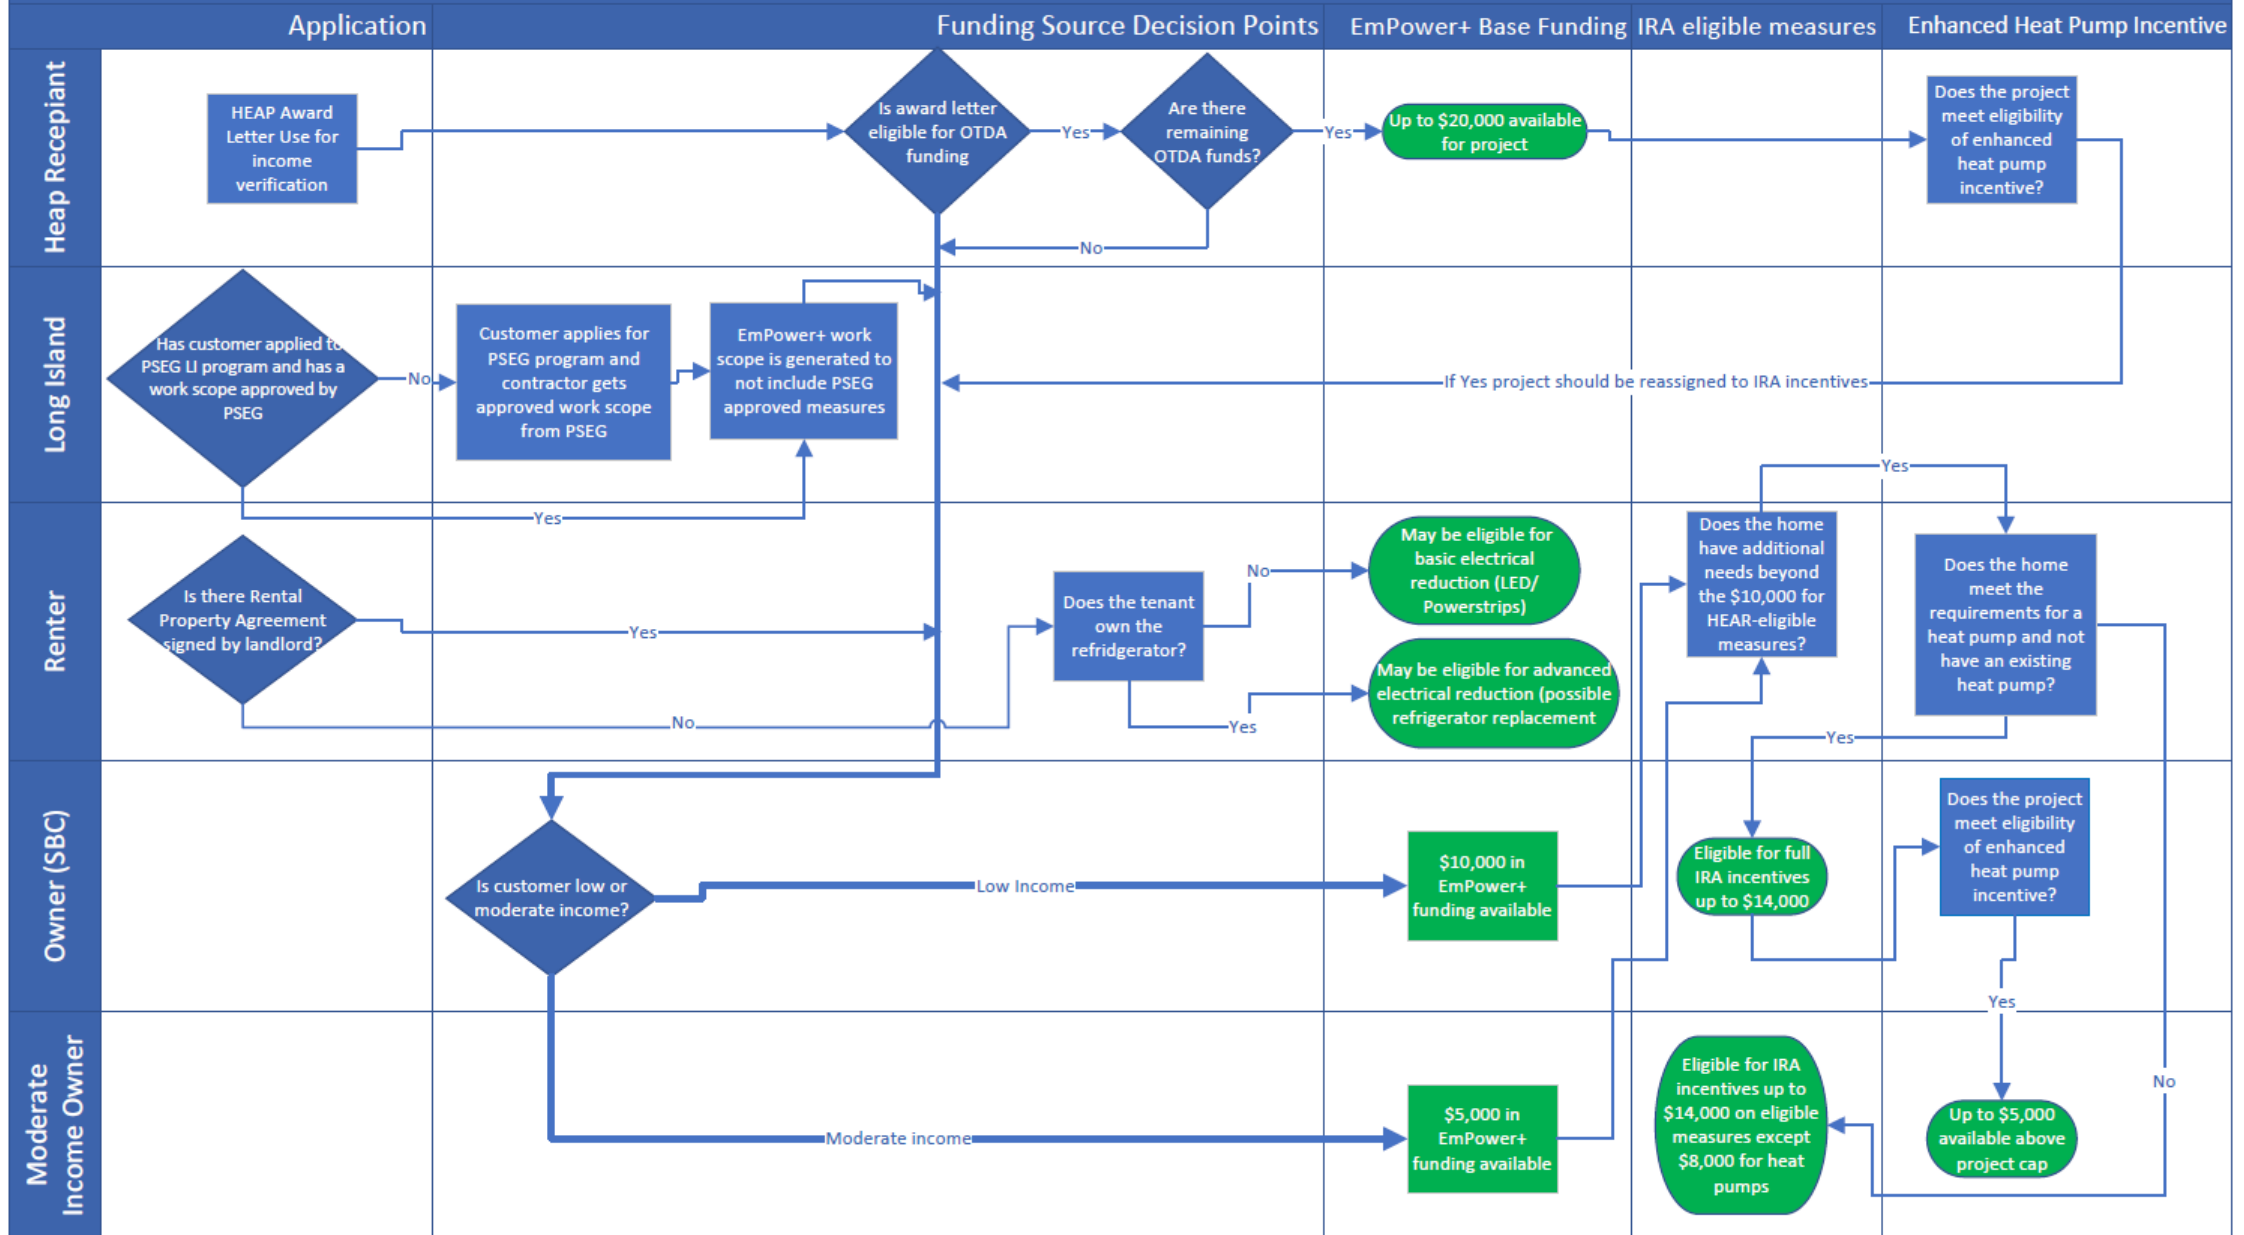 Application
Funding Source Decision Points
EmPower+ Base Funding
IRA eligible measures
Enhanced Heat Pump Incentive
Heap Recepiant
HEAP Award
Letter Use for
income
verification
Is award letter
eligible for OTDA
funding
Yes
Are there
remaining
OTDA funds?
Yes
Up to $20,000 available
for project
Does the project
meet eligibility
of enhanced
heat pump
incentive?
No
Long Island
Has customer applied to
PSEG LI program and has a
work scope approved by
PSEG
No
Customer applies for
PSEG program and
contractor gets
approved work scope
from PSEG
EmPower+ work
scope is generated to
not include PSEG
approved measures
If Yes project should be reassigned to IRA incentives
Yes
Yes
Renter
Is there Rental
Property Agreement
signed by landlord?
Yes
No
Does the tenant
own the
refridgerator?
No
Yes
May be eligible for
basic electrical
reduction (LED/
Powerstrips)
May be eligible for advanced
electrical reduction (possible
refrigerator replacement
Does the home
have additional
needs beyond
the $10,000 for
HEAR-eligible
measures?
Does the home
meet the
requirements for a
heat pump and not
have an existing
heat pump?
Yes
Owner (SBC)
Is customer low or
moderate income?
Low Income
$10,000 in
EmPower+
funding available
Eligible for full
IRA incentives
up to $14,000
Does the project
meet eligibility
of enhanced
heat pump
incentive?
Yes
Moderate
Income Owner
Moderate income
$5,000 in
EmPower+
funding available
Eligible for IRA
incentives up to
$14,000 on eligible
measures except
$8,000 for heat
pumps
Up to $5,000
available above
project cap
No